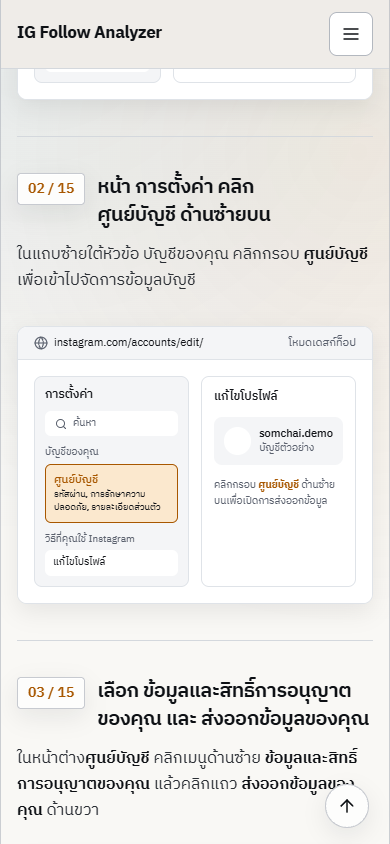 IG Follow Analyzer
02 / 15
หน้า การตั้งค่า คลิก
ศูนย์บัญชี ด้านซ้ายบน
ในแถบซ้ายใต้หัวข้อ บัญชีของคุณ คลิกกรอบ ศูนย์บัญชี
เพื่อเข้าไปจัดการข้อมูลบัญชี
instagram.com/accounts/edit/
โหมดเดสก์ท็อป
การตั้งค่า
ค้นหา
บัญชีของคุณ
ศูนย์บัญชี
รหัสผ่าน, การรักษาความ
ปลอดภัย, รายละเอียดส่วนตัว
วิธีที่คุณใช้ Instagram
แก้ไขโปรไฟล์
แก้ไขโปรไฟล์
somchai.demo
บัญชีตัวอย่าง
คลิกกรอบ ศูนย์บัญชี ด้านซ้าย
บนเพื่อเปิดการส่งออกข้อมูล
03 / 15
เลือก ข้อมูลและสิทธิ์การอนุญาต
ของคุณ และ ส่งออกข้อมูลของคุณ
ในหน้าต่างศูนย์บัญชี คลิกเมนูด้านซ้าย ข้อมูลและสิทธิ์
การอนุญาตของคุณ แล้วคลิกแถว ส่งออกข้อมูลของ
คุณ ด้านขวา